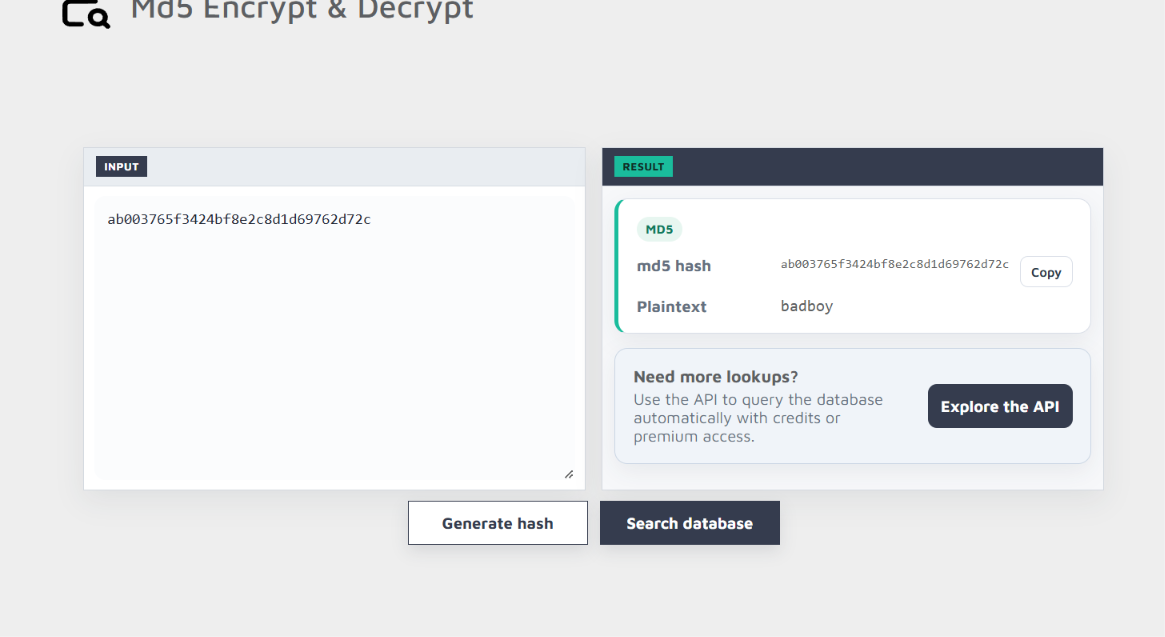 Md5 Encrypt & Decrypt
INPUT
ab003765f3424bf8e2c8d1d69762d72c
RESULT
MD5
md5 hash
ab003765f3424bf8e2c8d1d69762d72c
Copy
Plaintext
badboy
Need more lookups?
Use the API to query the database
automatically with credits or
premium access.
Explore the API
Generate hash
Search database